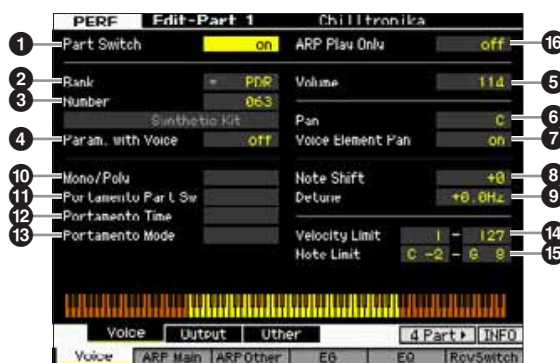 PERF Edit-Part 1 Chilltronika
1 Part Switch on ARP Play Only off 16
2 Bank PDR Volume 114 5
3 Number 063
Synthetic Kit Pan C 6
4 Param. with Voice off Voice Element Pan on 7
10 Mono/Poly Note Shift +0 8
11 Portamento Part Sw Detune +0.0Hz 9
12 Portamento Time
13 Portamento Mode Velocity Limit 1 - 127 14
Note Limit C -2 - G 8 15
Voice Output Other 4 Part INFO
Voice ARP Main ARP Other EG EQ RcvSwitch